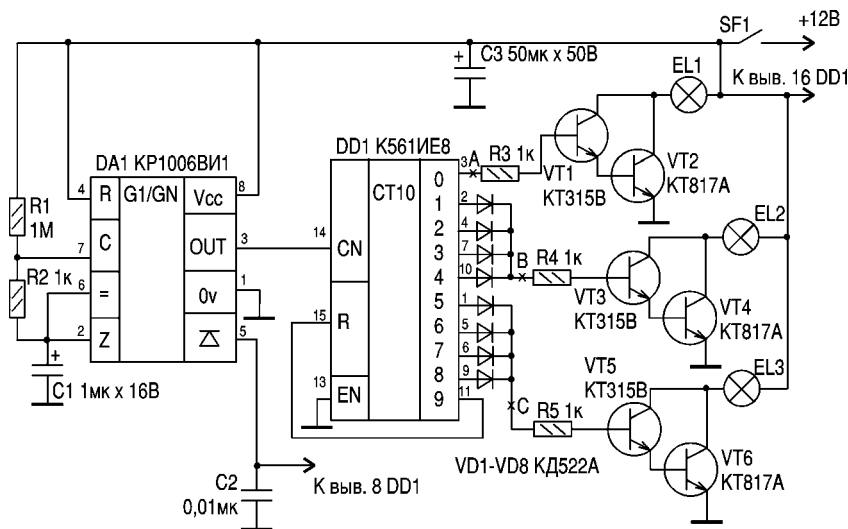 SF1
+12В
C3 50мк x 50В
EL1
К выв. 16 DD1
DA1 КР1006ВИ1
DD1 К561ИЕ8
R1
1М
R2 1к
4
7
6
2
R
C
=
Z
G1/GN
Vcc
OUT
0v
8
3
1
5
C1 1мк x 16В
C2
0,01мк
К выв. 8 DD1
14
15
13
CN
R
EN
CT10
0
1
2
3
4
5
6
7
8
9
3
2
4
7
10
1
5
6
9
11
A
R3 1к
VT1
КТ315В
VT2
КТ817А
EL2
B
R4 1к
VT3
КТ315В
VT4
КТ817А
VT5
КТ315В
EL3
C
R5 1к
VD1-VD8 КД522А
VT6
КТ817А